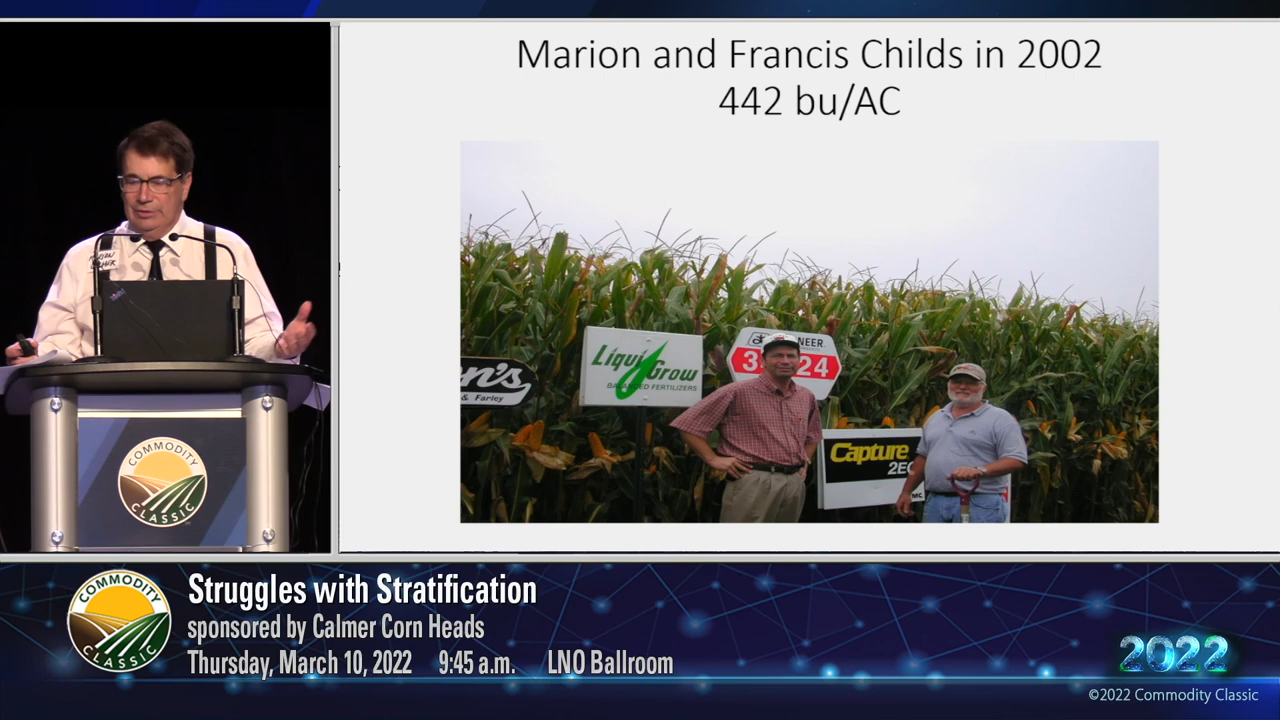 Marion and Francis Childs in 2002
442 bu/AC
Liqui Grow
BALANCED FERTILIZERS
& Farley
24
Capture
2EC
COMMODITY
CLASSIC
COMMODITY
CLASSIC
Struggles with Stratification
sponsored by Calmer Corn Heads
Thursday, March 10, 2022 9:45 a.m. LNO Ballroom
2022
©2022 Commodity Classic